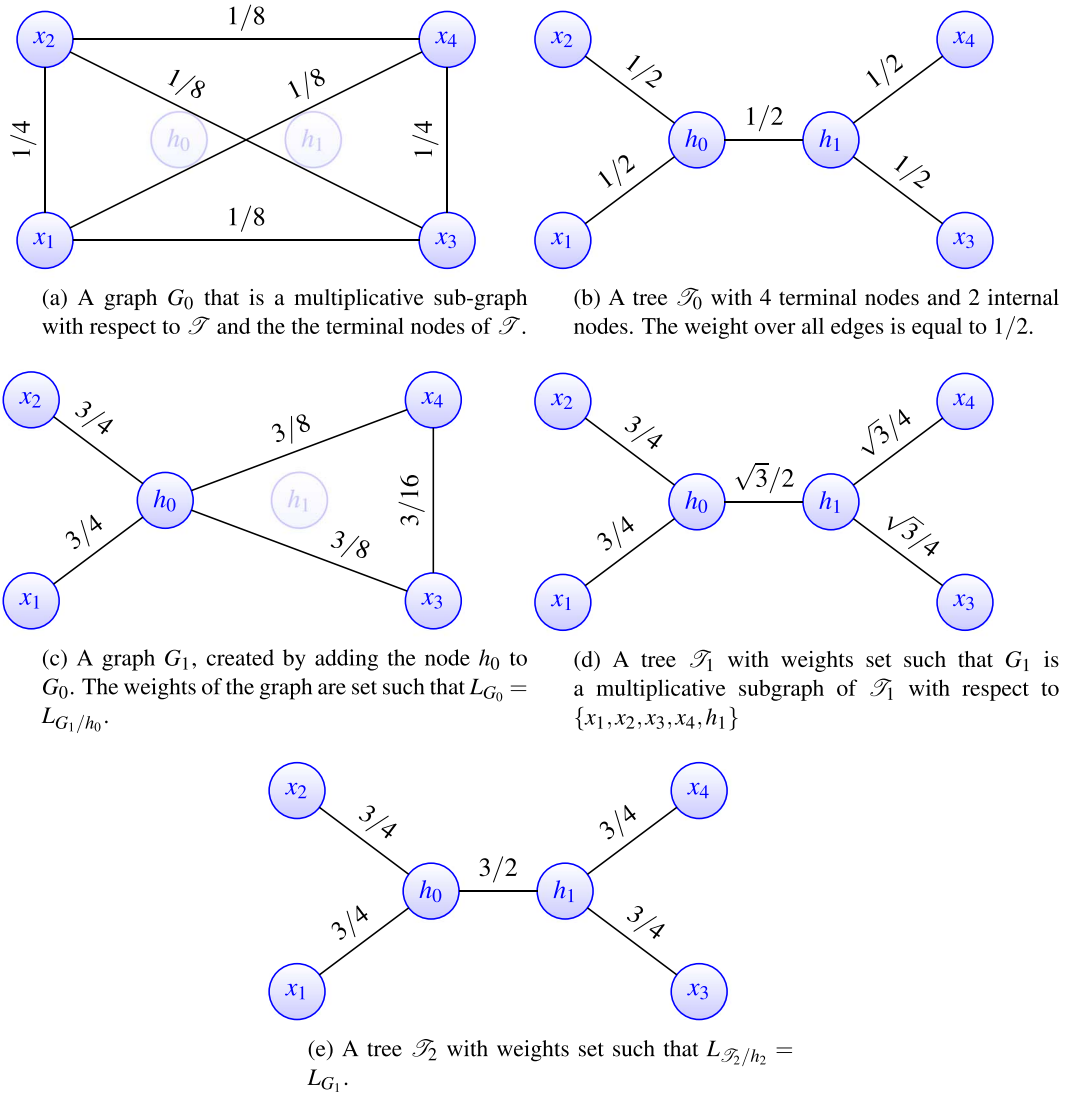 x₂ 1/8 x₄ x₂ x₄
1/4 1/8 1/8 1/4 1/2 1/2
h₀ h₁ h₀ 1/2 h₁
1/2 1/2
x₁ 1/8 x₃ x₁ x₃
(a) A graph G₀ that is a multiplicative sub-graph
with respect to 𝒯 and the the terminal nodes of 𝒯.
(b) A tree 𝒯₀ with 4 terminal nodes and 2 internal
nodes. The weight over all edges is equal to 1/2.
x₂ x₄ x₂ x₄
3/4 3/8 3/4 √3/4
h₀ h₁ 3/16 h₀ √3/2 h₁
3/4 3/8 3/4 √3/4
x₁ x₃ x₁ x₃
(c) A graph G₁, created by adding the node h₀ to
G₀. The weights of the graph are set such that L_{G₀} =
L_{G₁/h₀}.
(d) A tree 𝒯₁ with weights set such that G₁ is
a multiplicative subgraph of 𝒯₁ with respect to
{x₁,x₂,x₃,x₄,h₁}
x₂ x₄
3/4 3/4
h₀ 3/2 h₁
3/4 3/4
x₁ x₃
(e) A tree 𝒯₂ with weights set such that L_{𝒯₂/h₂} =
L_{G₁}.